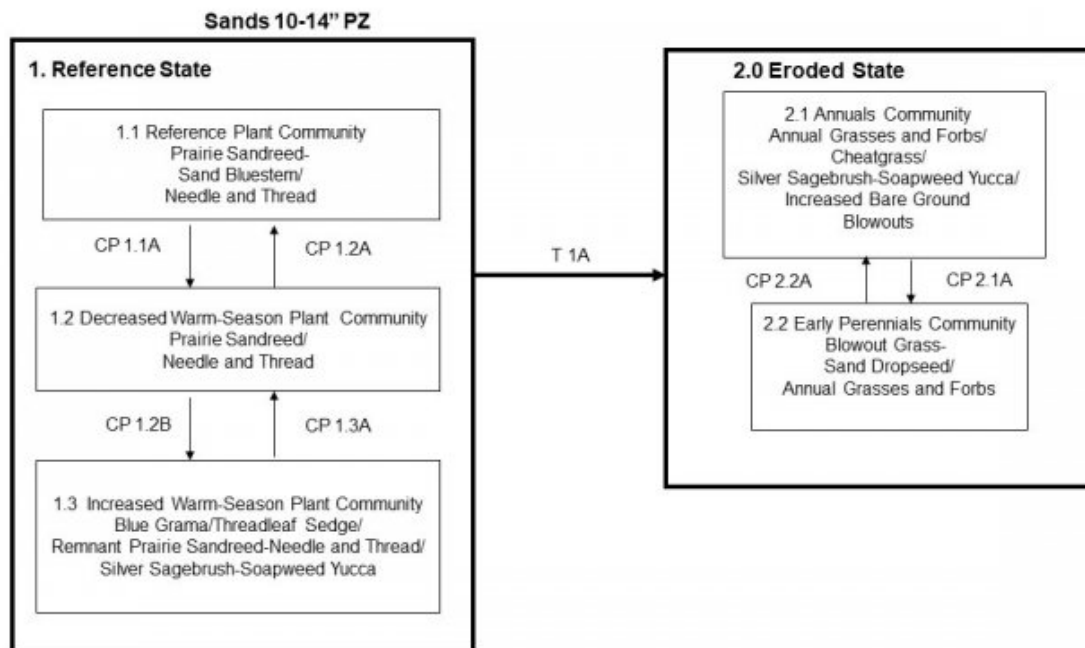 Sands 10-14” PZ
1. Reference State
1.1 Reference Plant Community
Prairie Sandreed-
Sand Bluestem/
Needle and Thread
CP 1.1A
CP 1.2A
1.2 Decreased Warm-Season Plant Community
Prairie Sandreed/
Needle and Thread
CP 1.2B
CP 1.3A
1.3 Increased Warm-Season Plant Community
Blue Grama/Threadleaf Sedge/
Remnant Prairie Sandreed-Needle and Thread/
Silver Sagebrush-Soapweed Yucca
T 1A
2.0 Eroded State
2.1 Annuals Community
Annual Grasses and Forbs/
Cheatgrass/
Silver Sagebrush-Soapweed Yucca/
Increased Bare Ground
Blowouts
CP 2.2A
CP 2.1A
2.2 Early Perennials Community
Blowout Grass-
Sand Dropseed/
Annual Grasses and Forbs